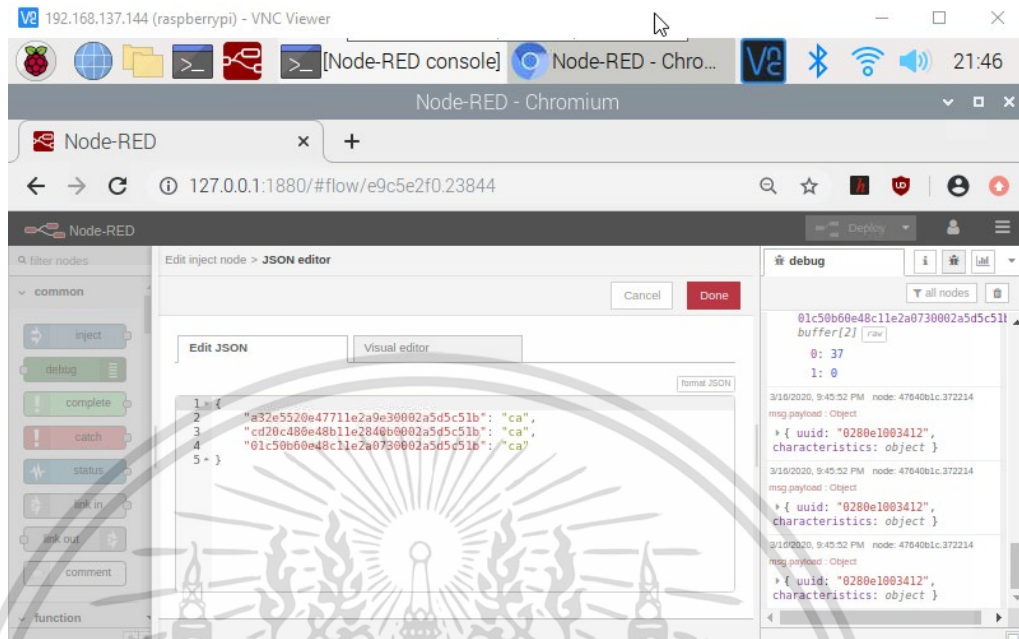 192.168.137.144 (raspberrypi) - VNC Viewer
[Node-RED console] Node-RED - Chro... 21:46
Node-RED - Chromium
Node-RED
127.0.0.1:1880/#flow/e9c5e2f0.23844
Node-RED Deploy
filter nodes Edit inject node > JSON editor debug
common Cancel Done all nodes
01c50b60e48c11e2a0730002a5d5c51b
buffer[2] raw
inject 0: 37
Edit JSON Visual editor
debug 1: 0
format JSON
complete 1 {
3/16/2020, 9:45:52 PM node: 47640b1c.372214
msg.payload : Object
2 "a32e5520e47711e2a9e30002a5d5c51b": "ca",
3 "cd20c480e48b11e2840b0002a5d5c51b": "ca",
catch { uuid: "0280e1003412",
4 "01c50b60e48c11e2a0730002a5d5c51b": "ca"
characteristics: object }
5 }
status
3/16/2020, 9:45:52 PM node: 47640b1c.372214
msg.payload : Object
link in { uuid: "0280e1003412",
characteristics: object }
link out
3/16/2020, 9:45:52 PM node: 47640b1c.372214
msg.payload : Object
comment
{ uuid: "0280e1003412",
characteristics: object }
function